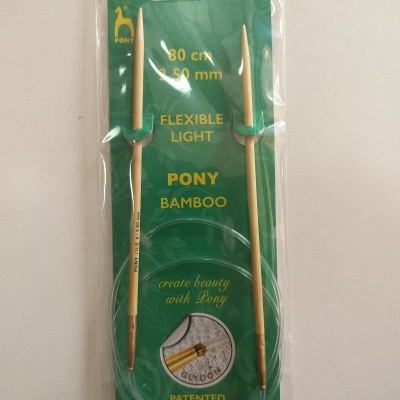 PONY
80 cm
3.50 mm
FLEXIBLE
LIGHT
PONY
BAMBOO
create beauty
with Pony
GLYDON
PATENTED